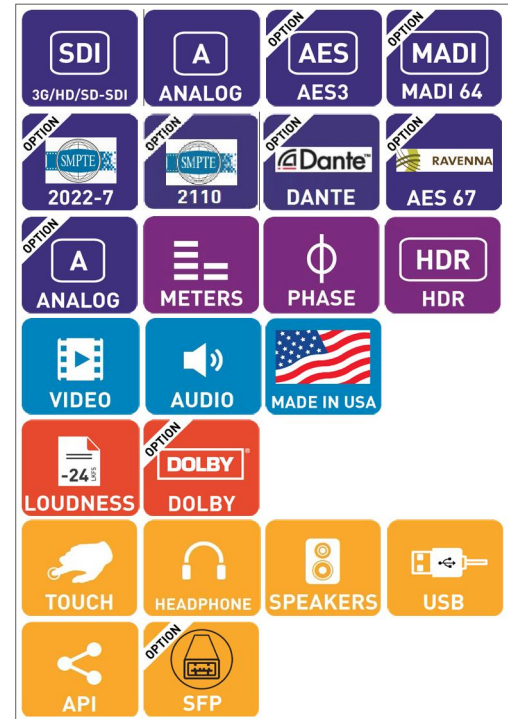 SDI
3G/HD/SD-SDI
A
ANALOG
OPTION
AES
AES3
OPTION
MADI
MADI 64
OPTION
SMPTE
2022-7
OPTION
SMPTE
2110
OPTION
Dante™
DANTE
OPTION
RAVENNA
AES 67
OPTION
A
ANALOG
METERS
PHASE
HDR
HDR
VIDEO
AUDIO
MADE IN USA
-24 LKFS
LOUDNESS
OPTION
DOLBY®
DOLBY
TOUCH
HEADPHONE
SPEAKERS
USB
API
OPTION
SFP